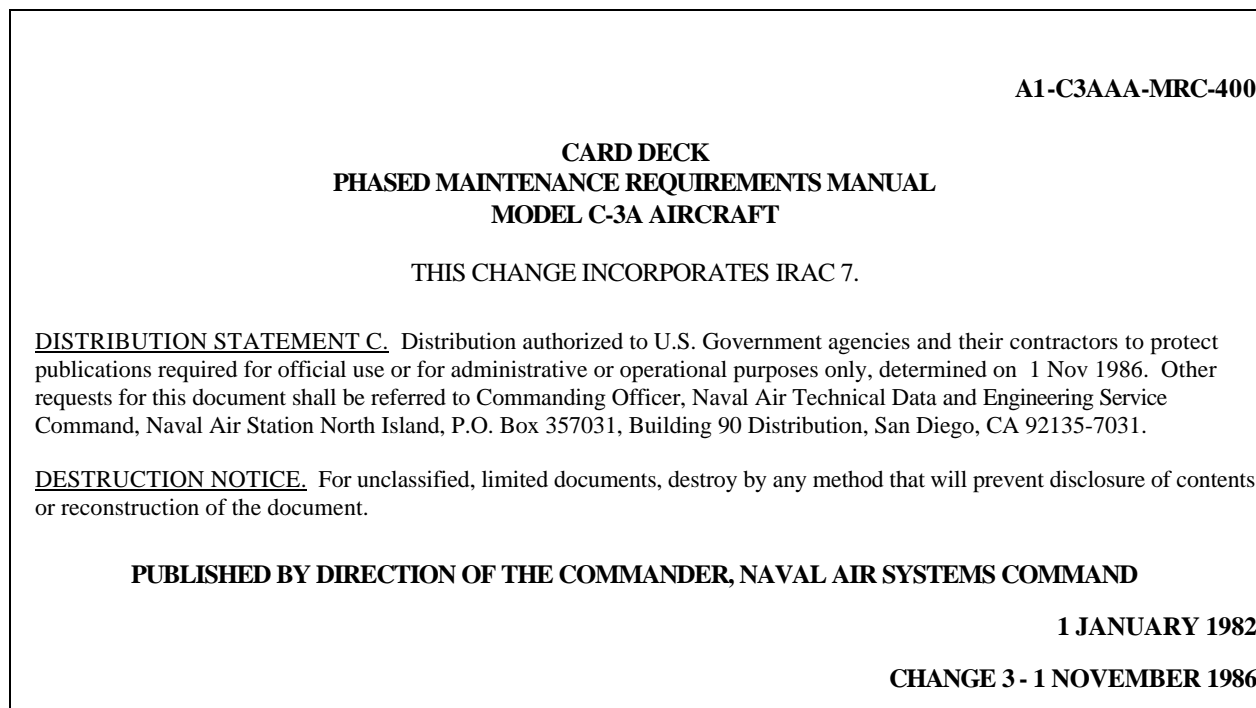 A1-C3AAA-MRC-400
CARD DECK
PHASED MAINTENANCE REQUIREMENTS MANUAL
MODEL C-3A AIRCRAFT
THIS CHANGE INCORPORATES IRAC 7.
DISTRIBUTION STATEMENT C. Distribution authorized to U.S. Government agencies and their contractors to protect
publications required for official use or for administrative or operational purposes only, determined on 1 Nov 1986. Other
requests for this document shall be referred to Commanding Officer, Naval Air Technical Data and Engineering Service
Command, Naval Air Station North Island, P.O. Box 357031, Building 90 Distribution, San Diego, CA 92135-7031.
DESTRUCTION NOTICE. For unclassified, limited documents, destroy by any method that will prevent disclosure of contents
or reconstruction of the document.
PUBLISHED BY DIRECTION OF THE COMMANDER, NAVAL AIR SYSTEMS COMMAND
1 JANUARY 1982
CHANGE 3 - 1 NOVEMBER 1986